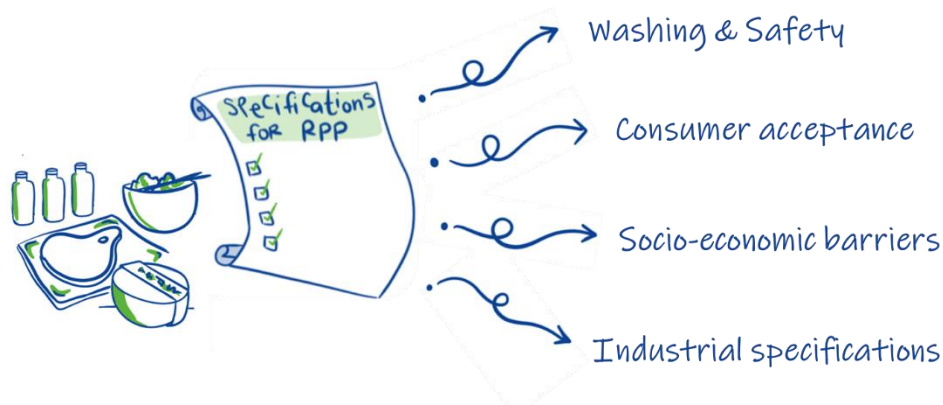 Specifications
for RPP
Washing & Safety
Consumer acceptance
Socio-economic barriers
Industrial specifications